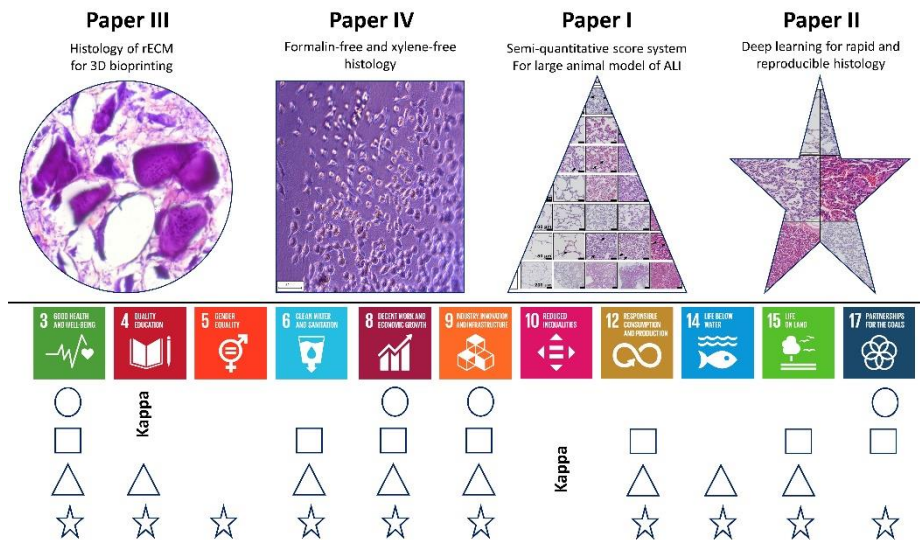 Paper III
Histology of rECM
for 3D bioprinting
Paper IV
Formalin-free and xylene-free
histology
Paper I
Semi-quantitative score system
For large animal model of ALI
Paper II
Deep learning for rapid and
reproducible histology
3 GOOD HEALTH
AND WELL-BEING
4 QUALITY
EDUCATION
5 GENDER
EQUALITY
6 CLEAN WATER
AND SANITATION
8 DECENT WORK AND
ECONOMIC GROWTH
9 INDUSTRY, INNOVATION
AND INFRASTRUCTURE
10 REDUCED
INEQUALITIES
12 RESPONSIBLE
CONSUMPTION
AND PRODUCTION
14 LIFE BELOW
WATER
15 LIFE
ON LAND
17 PARTNERSHIPS
FOR THE GOALS
Kappa
Kappa